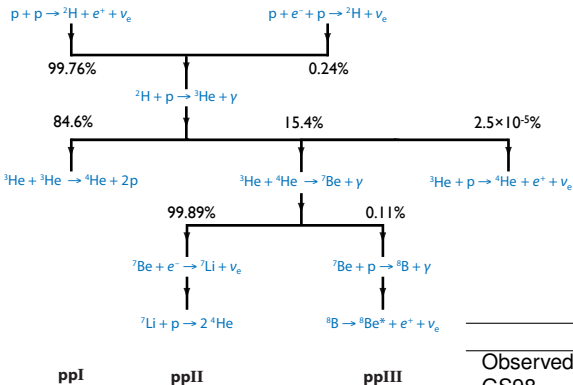 p + p → ²H + e⁺ + νₑ    p + e⁻ + p → ²H + νₑ
99.76%    0.24%
²H + p → ³He + γ
84.6%    15.4%    2.5×10⁻⁵%
³He + ³He → ⁴He + 2p    ³He + ⁴He → ⁷Be + γ    ³He + p → ⁴He + e⁺ + νₑ
99.89%    0.11%
⁷Be + e⁻ → ⁷Li + νₑ    ⁷Be + p → ⁸B + γ
⁷Li + p → 2 ⁴He    ⁸B → ⁸Be* + e⁺ + νₑ
Observed
ppI    ppII    ppIII